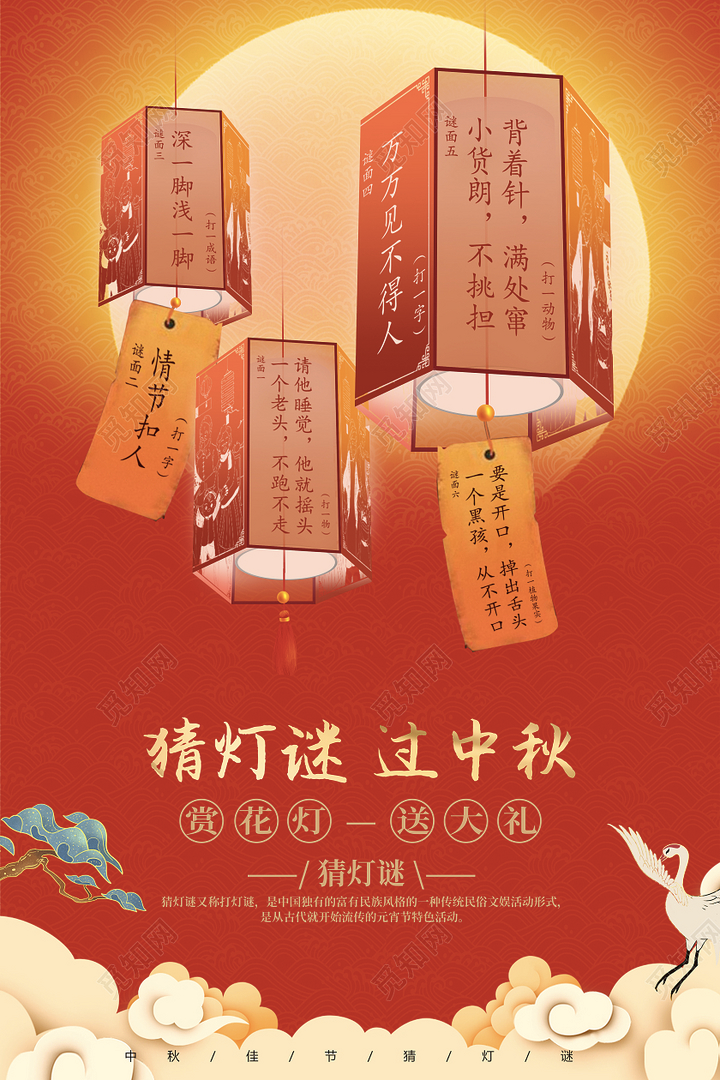 谜面三
深一脚浅一脚
（打一成语）
谜面四
万万见不得人
（打一字）
谜面五
背着针，满处窜
小货朗，不挑担
（打一动物）
谜面二
情节扣人
（打一字）
谜面一
请他睡觉，他就摇头
一个老头，不跑不走
（打一物）
谜面六
要是开口，掉出舌头
一个黑孩，从不开口
（打一植物果实）
猜灯谜 过中秋
赏花灯—送大礼
——/ 猜灯谜 \——
猜灯谜又称打灯谜，是中国独有的富有民族风格的一种传统民俗文娱活动形式，
是从古代就开始流传的元宵节特色活动。
中秋/佳/节/猜/灯/谜
觅知网